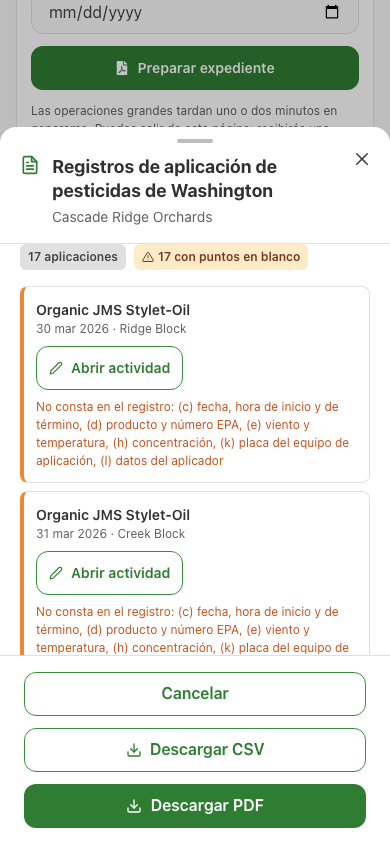 mm/dd/yyyy
Preparar expediente
Las operaciones grandes tardan uno o dos minutos en
Registros de aplicación de
pesticidas de Washington
Cascade Ridge Orchards
17 aplicaciones
17 con puntos en blanco
Organic JMS Stylet-Oil
30 mar 2026 · Ridge Block
Abrir actividad
No consta en el registro: (c) fecha, hora de inicio y de
término, (d) producto y número EPA, (e) viento y
temperatura, (h) concentración, (k) placa del equipo de
aplicación, (l) datos del aplicador
Organic JMS Stylet-Oil
31 mar 2026 · Creek Block
Abrir actividad
No consta en el registro: (c) fecha, hora de inicio y de
término, (d) producto y número EPA, (e) viento y
temperatura, (h) concentración, (k) placa del equipo de
Cancelar
Descargar CSV
Descargar PDF